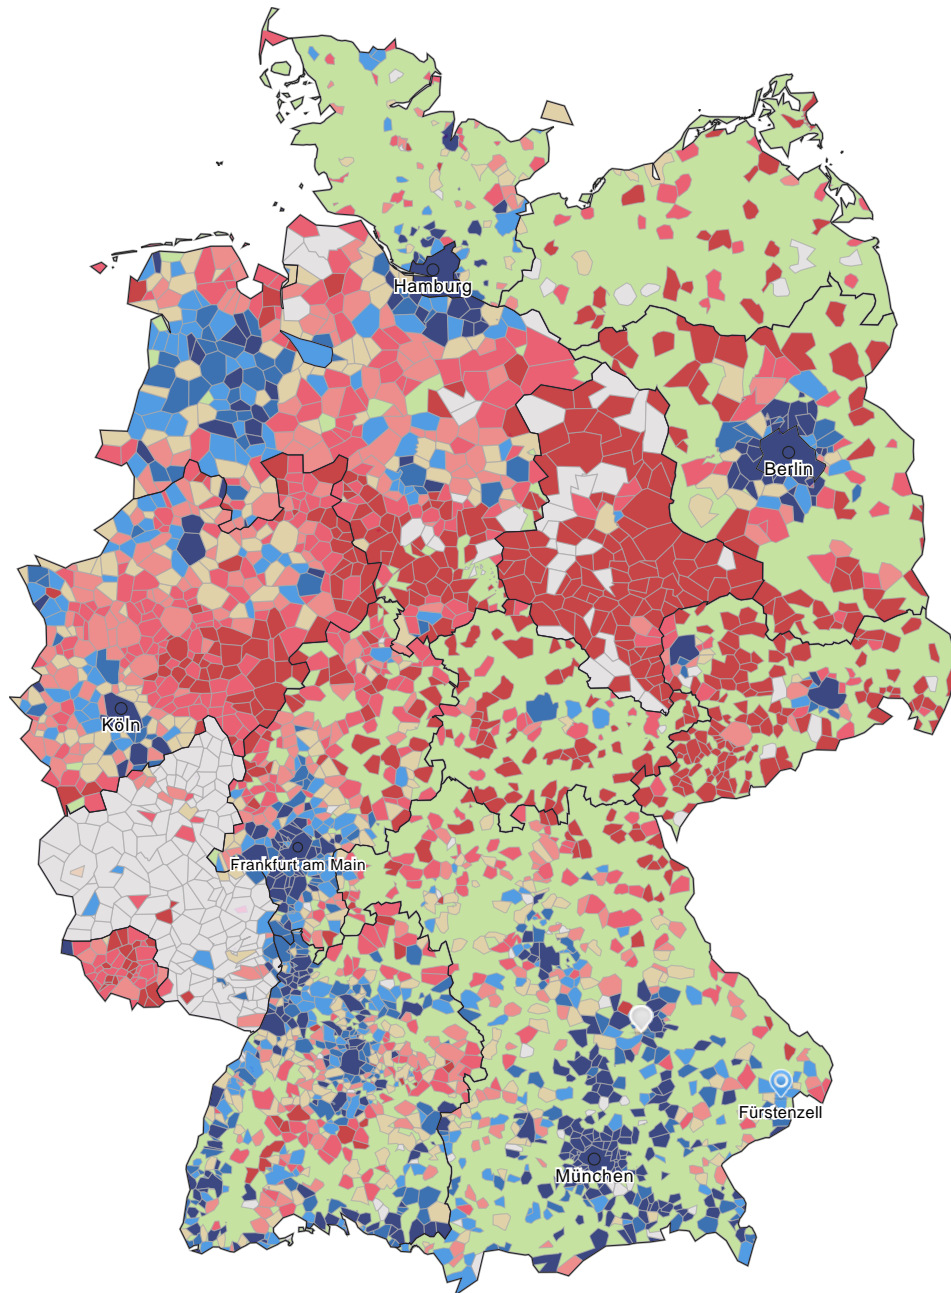 Hamburg
Berlin
Köln
Frankfurt am Main
Fürstenzell
München